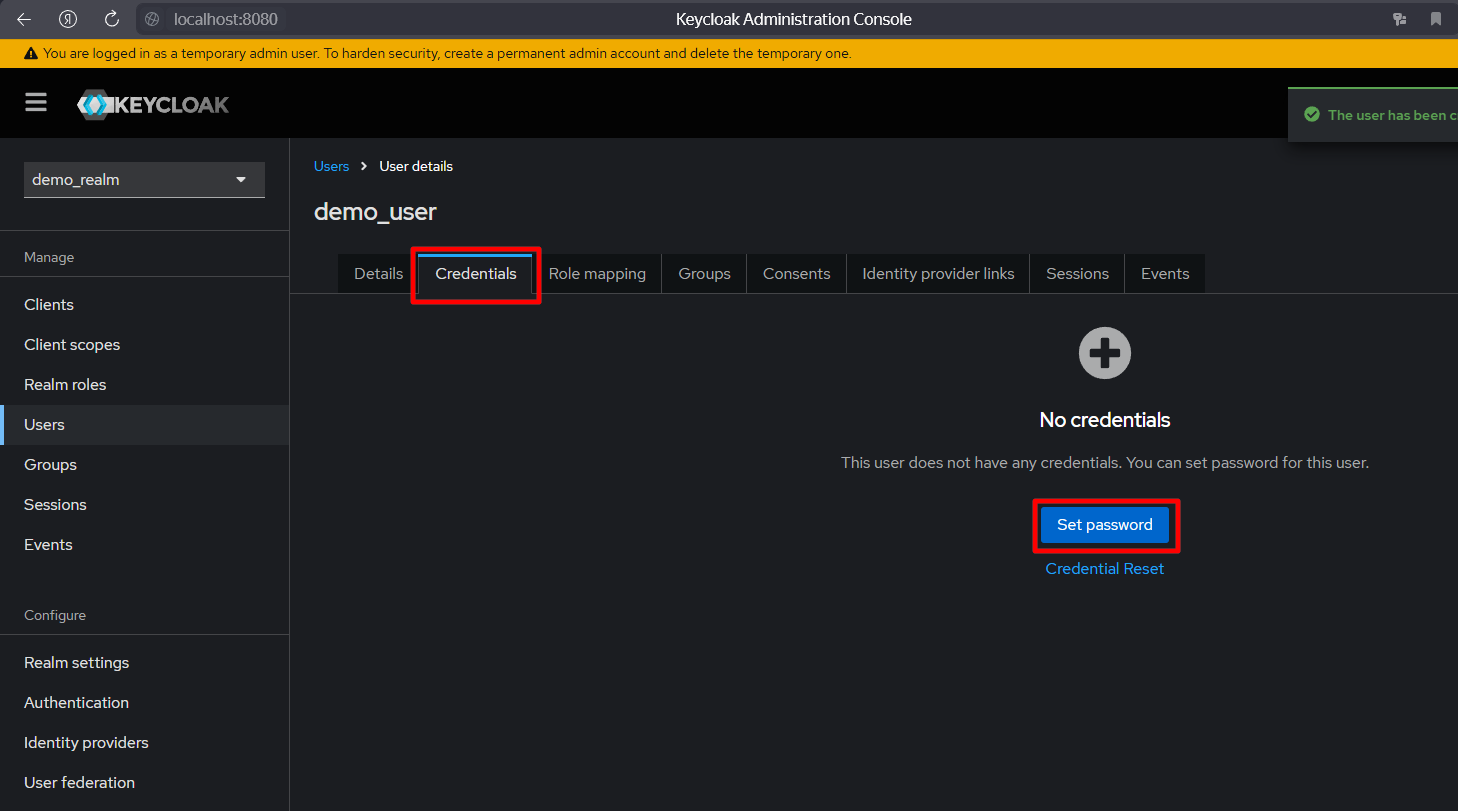 localhost:8080
Keycloak Administration Console
You are logged in as a temporary admin user. To harden security, create a permanent admin account and delete the temporary one.
KEYCLOAK
The user has been
demo_realm
Users
User details
demo_user
Details
Credentials
Role mapping
Groups
Consents
Identity provider links
Sessions
Events
Manage
Clients
Client scopes
Realm roles
Users
Groups
Sessions
Events
Configure
Realm settings
Authentication
Identity providers
User federation
No credentials
This user does not have any credentials. You can set password for this user.
Set password
Credential Reset